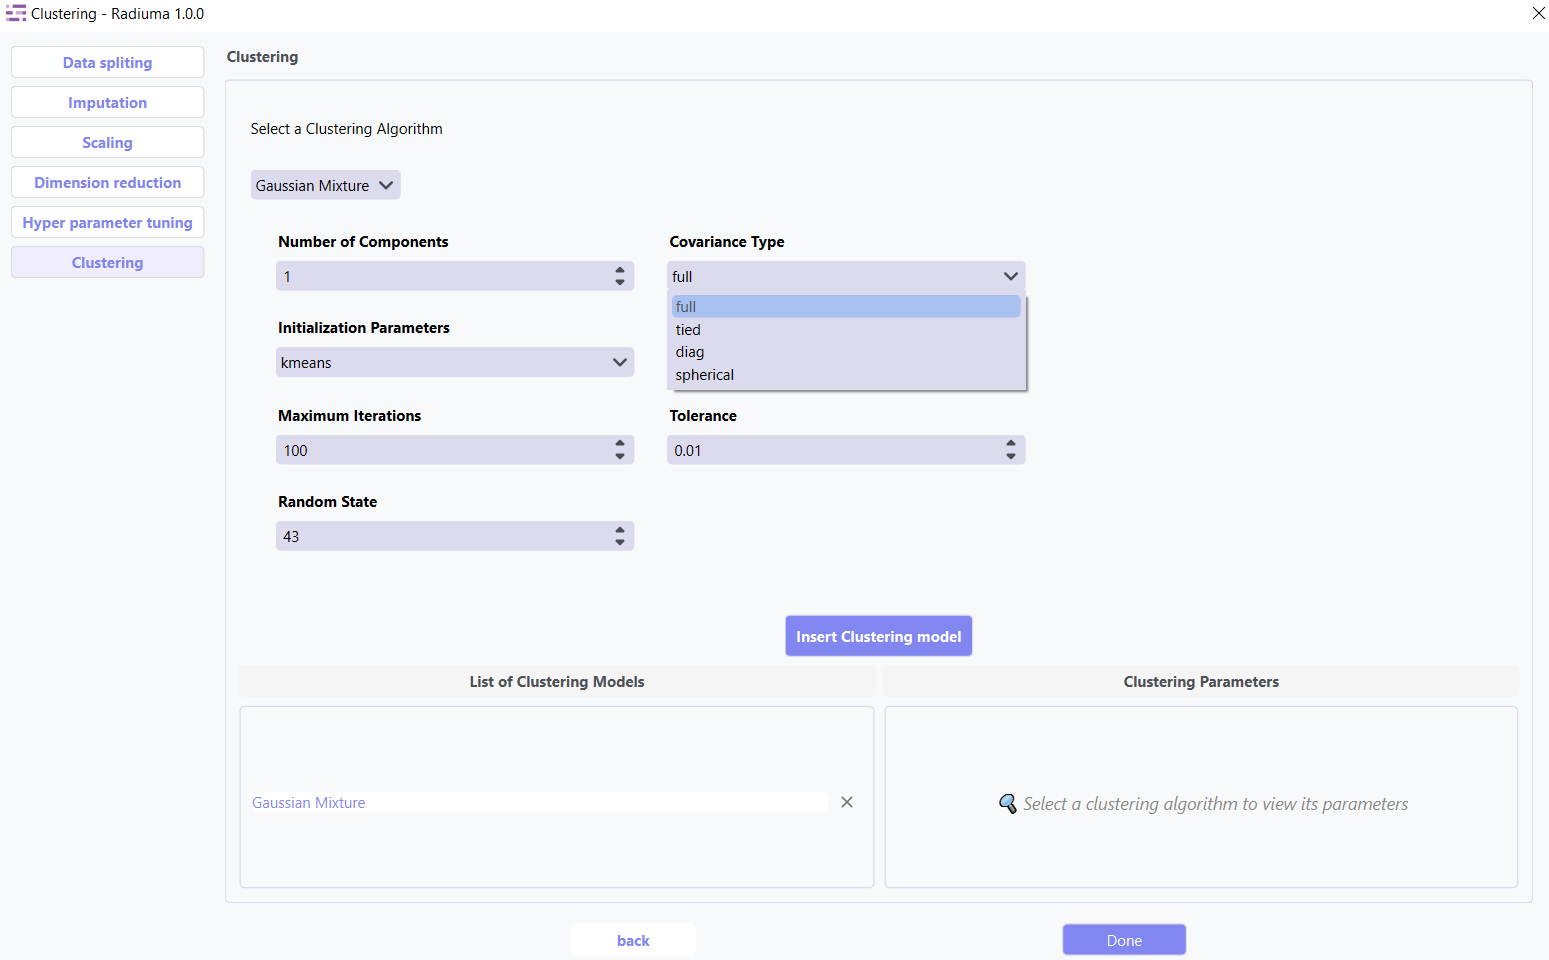 Clustering - Radiuma 1.0.0
Data spliting
Imputation
Scaling
Dimension reduction
Hyper parameter tuning
Clustering
Clustering
Select a Clustering Algorithm
Gaussian Mixture
Number of Components
1
Covariance Type
full
full
tied
diag
spherical
Initialization Parameters
kmeans
Maximum Iterations
100
Tolerance
0.01
Random State
43
Insert Clustering model
List of Clustering Models
Gaussian Mixture
Clustering Parameters
Select a clustering algorithm to view its parameters
back
Done